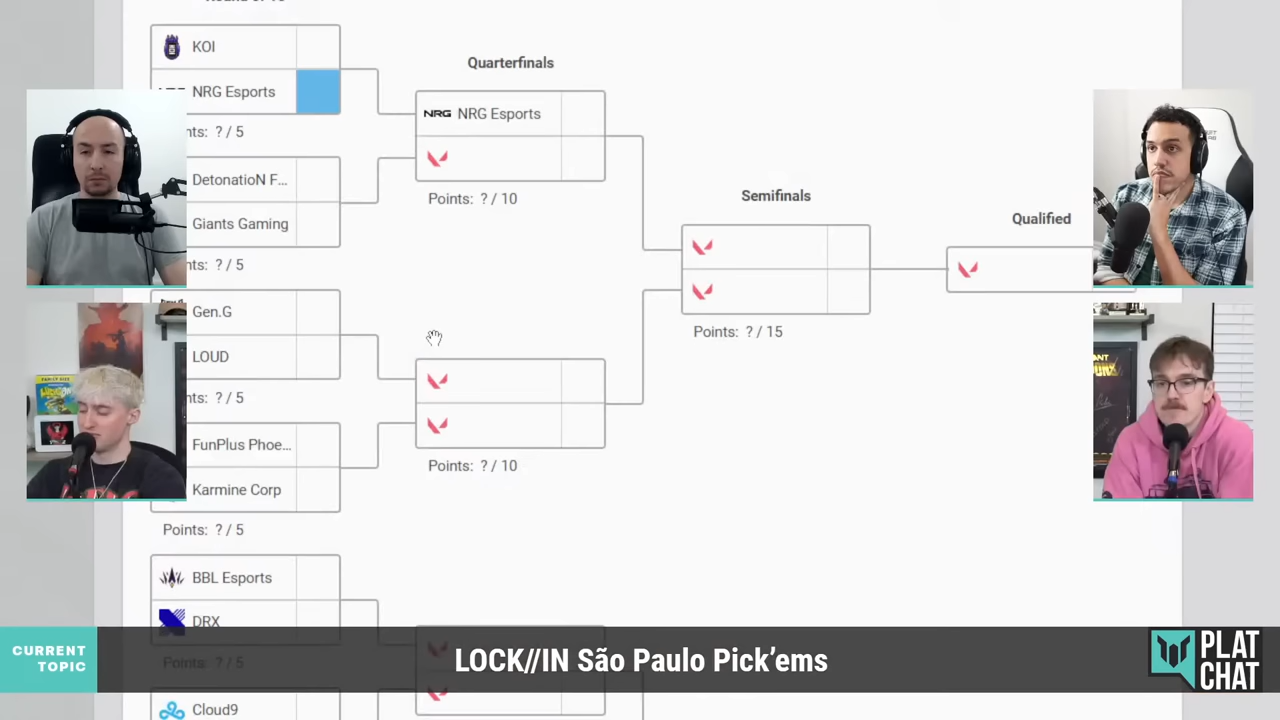 KOI
NRG Esports
Points: ? / 5
DetonatioN F...
Giants Gaming
Points: ? / 5
Gen.G
LOUD
Points: ? / 5
FunPlus Phoe...
Karmine Corp
Points: ? / 5
BBL Esports
DRX
Points: ? / 5
Cloud9
Quarterfinals
NRG NRG Esports
Points: ? / 10
Points: ? / 10
Semifinals
Points: ? / 15
Qualified
CURRENT
TOPIC
LOCK//IN São Paulo Pick'ems
PLAT
CHAT